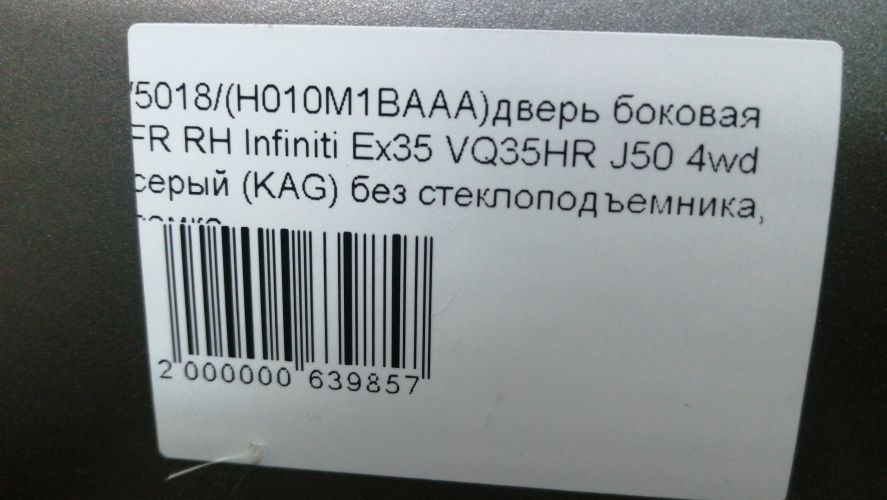 '5018/(H010M1BAAA)дверь боковая
FR RH Infiniti Ex35 VQ35HR J50 4wd
серый (KAG) без стеклоподъемника,
2 000000 639857